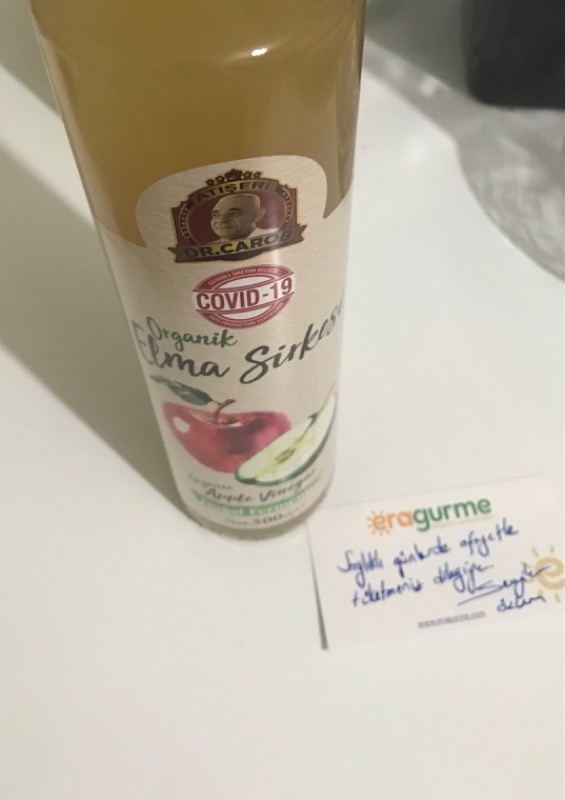 ATIŞERİ
DR.CAROB
COVID-19
Organik
Elma Sirkesi
Organic
Apple Vinegar
eragurme
Sağlıklı günlerde afiyetle
tüketmeniz dileğiyle
www.eragurme.com